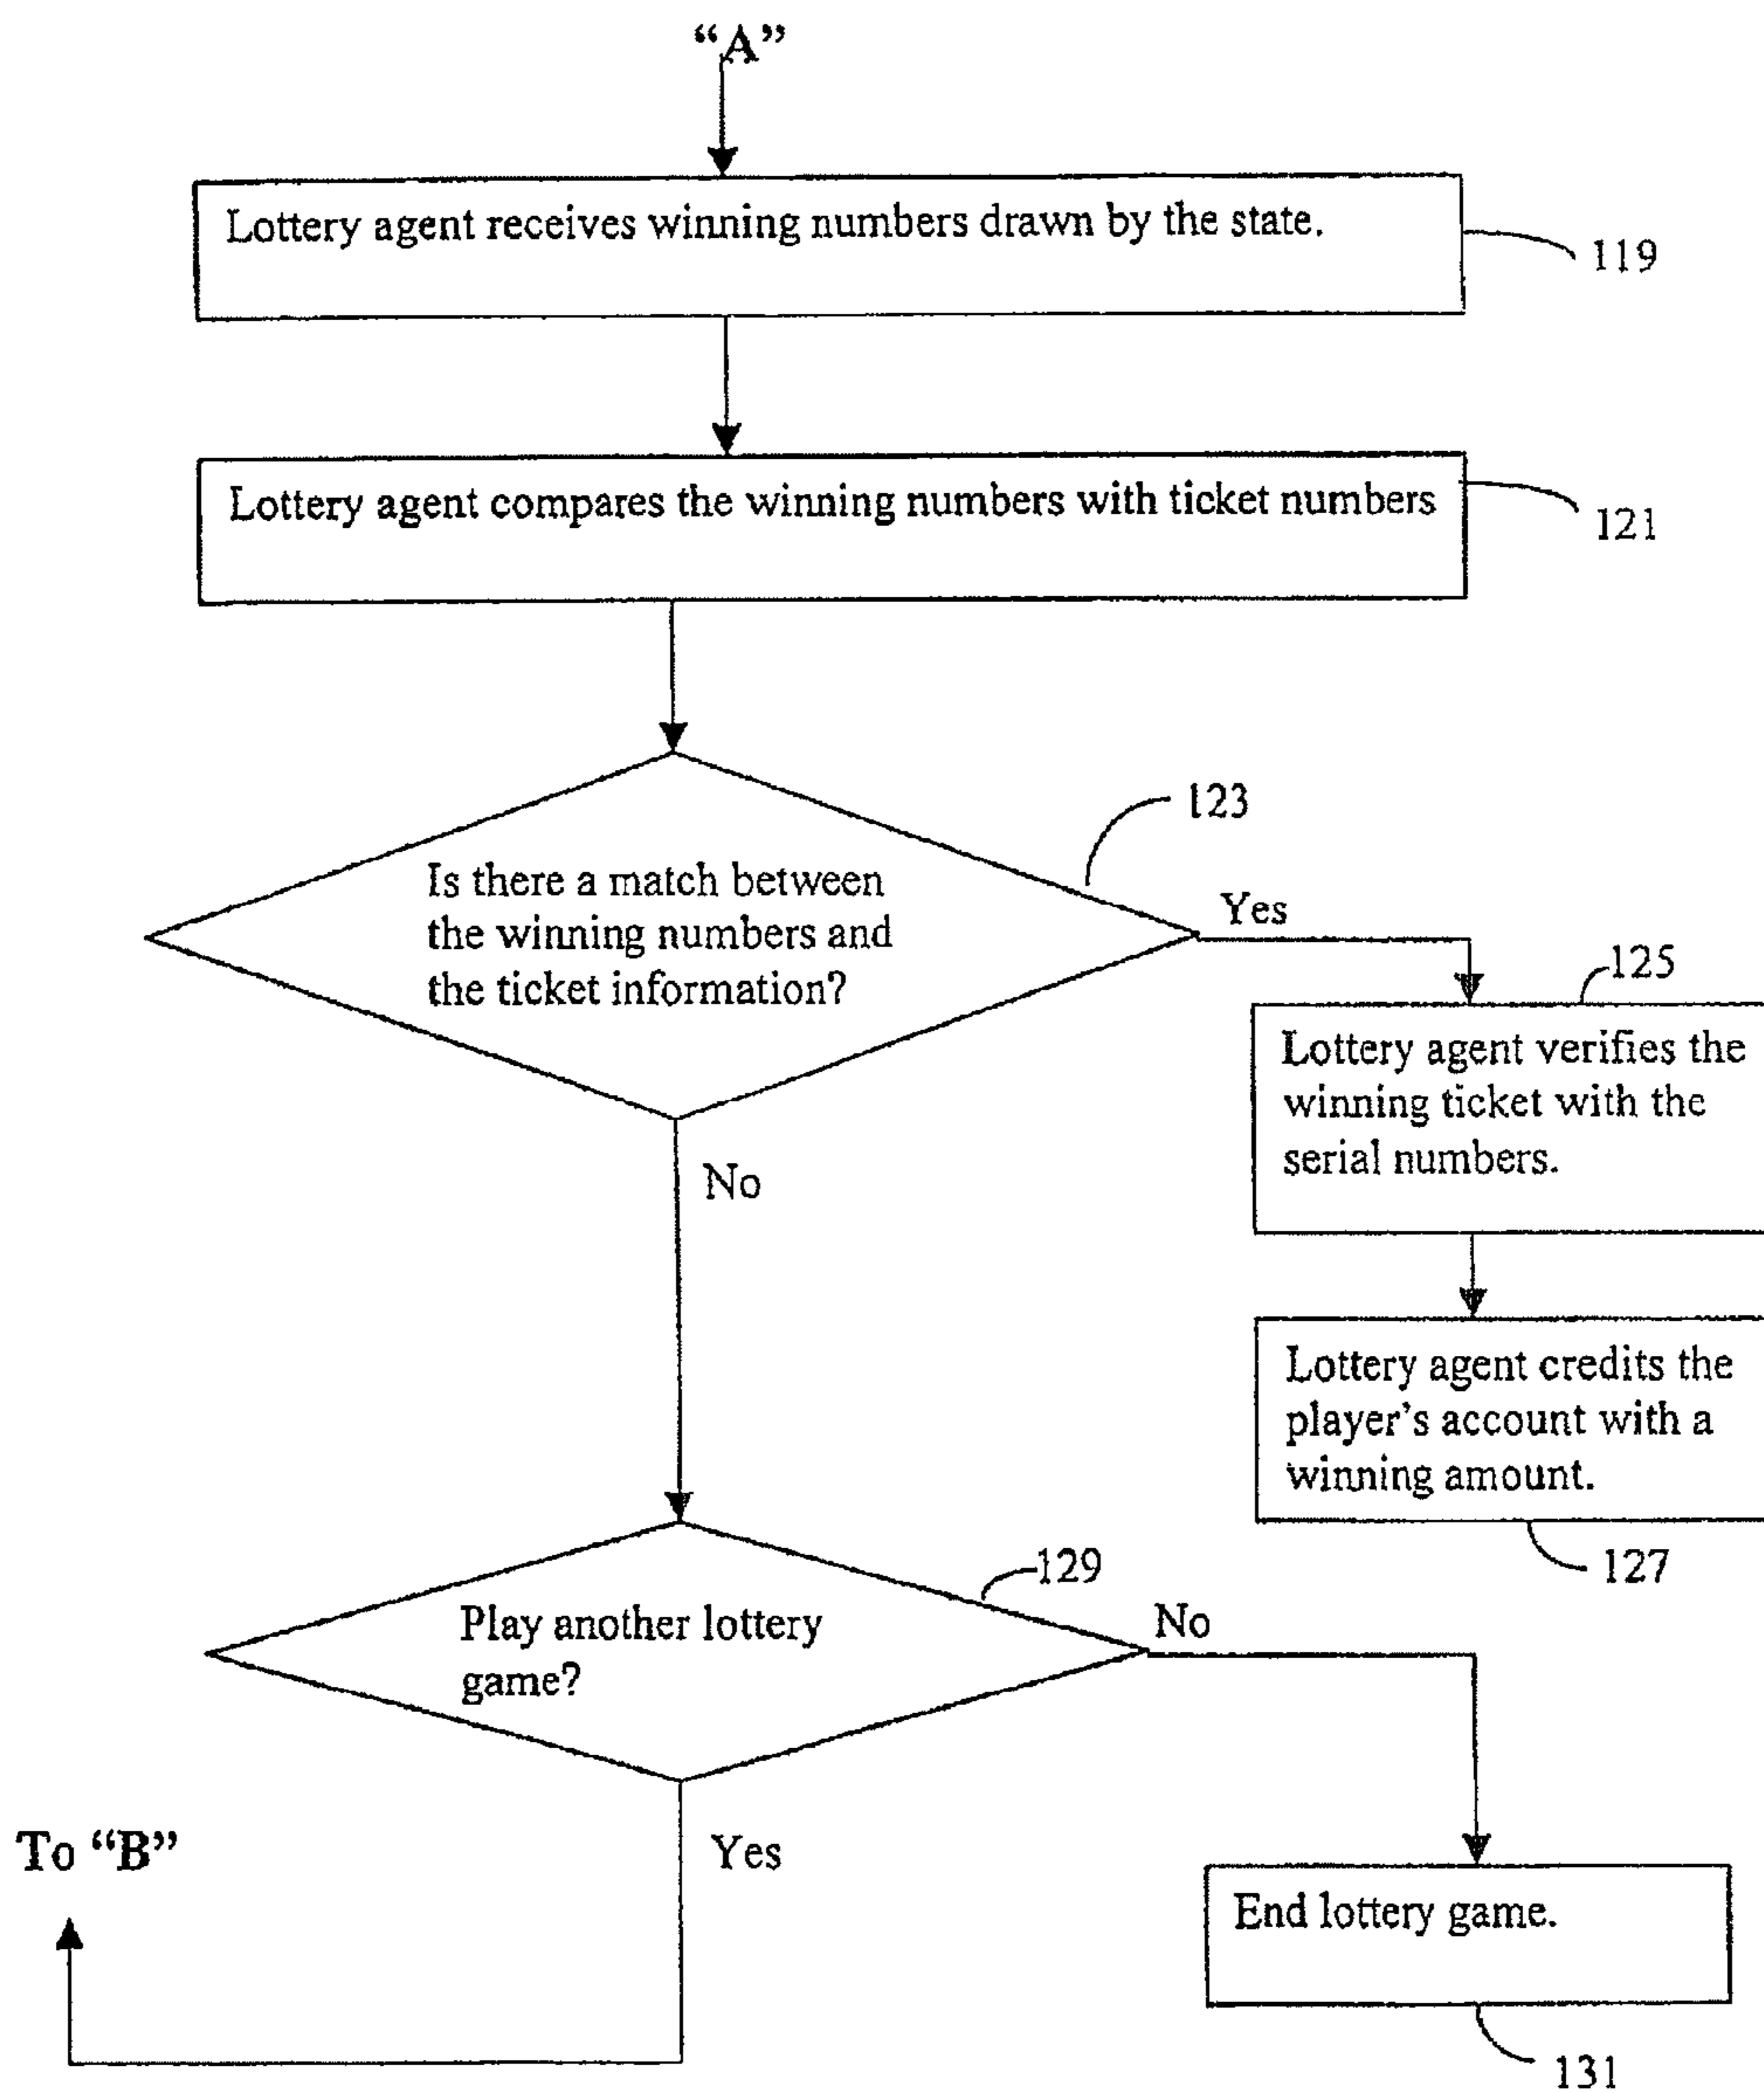 “A”
Lottery agent receives winning numbers drawn by the state.
119
Lottery agent compares the winning numbers with ticket numbers
121
123
Is there a match between
the winning numbers and
the ticket information?
Yes
125
Lottery agent verifies the
winning ticket with the
serial numbers.
No
Lottery agent credits the
player’s account with a
winning amount.
127
129
Play another lottery
game?
No
To “B”
Yes
End lottery game.
131